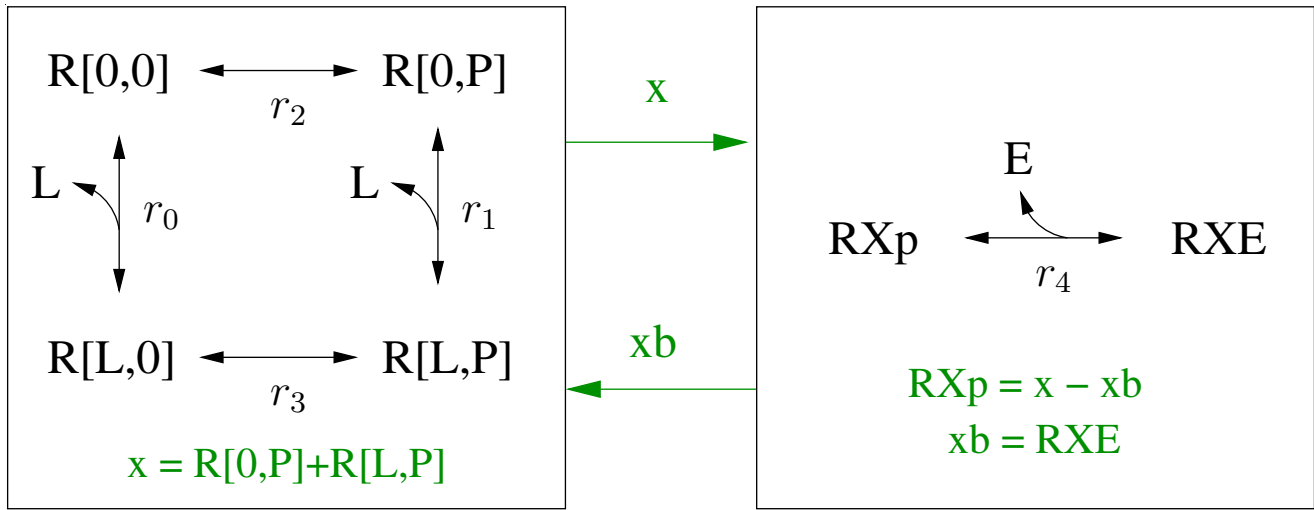 R[0,0] R[0,P]
r2
L r0 L r1
R[L,0] R[L,P]
r3
x = R[0,P]+R[L,P]
x
xb
E
RXp RXE
r4
RXp = x − xb
xb = RXE